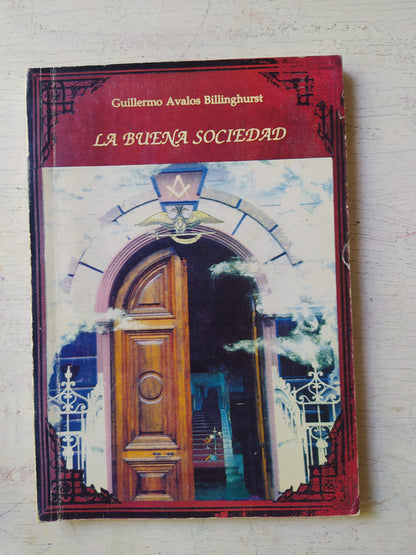 Guillermo Avalos Billinghurst
LA BUENA SOCIEDAD